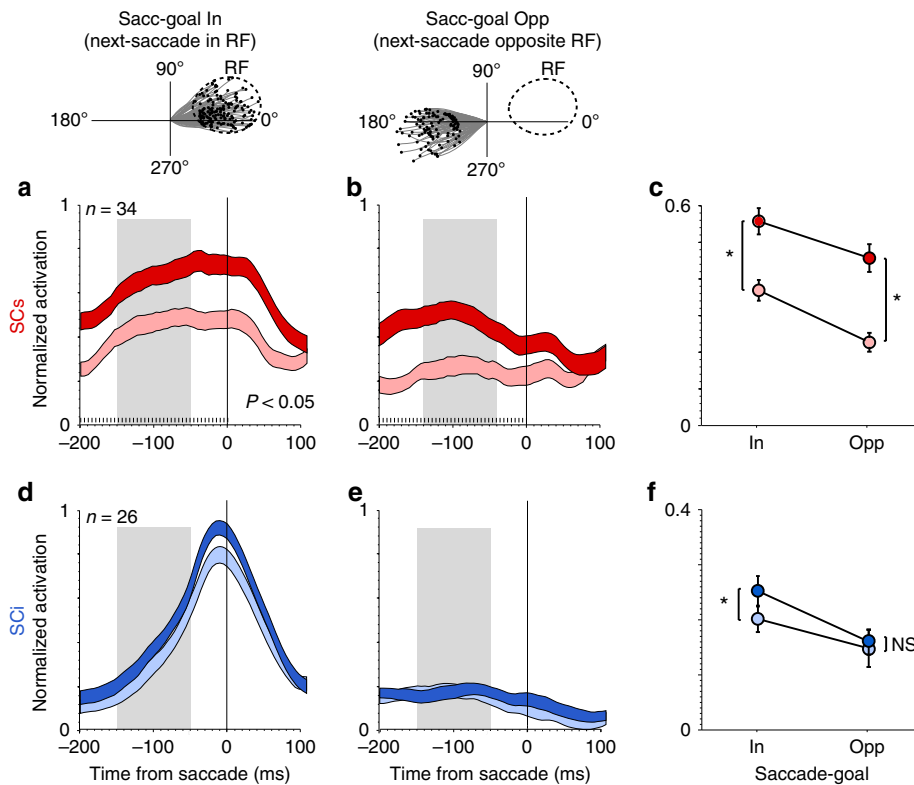 Sacc-goal In
(next-saccade in RF)
Sacc-goal Opp
(next-saccade opposite RF)
90°
RF
180°
0°
270°
90°
RF
180°
0°
270°
a
b
c
1
n = 34
SCs
Normalized activation
P < 0.05
0
–200
–100
0
100
1
0
–200
–100
0
100
0.6
*
*
0
In
Opp
d
e
f
1
n = 26
SCi
Normalized activation
0
–200
–100
0
100
Time from saccade (ms)
1
0
–200
–100
0
100
Time from saccade (ms)
0.4
*
NS
0
In
Opp
Saccade-goal